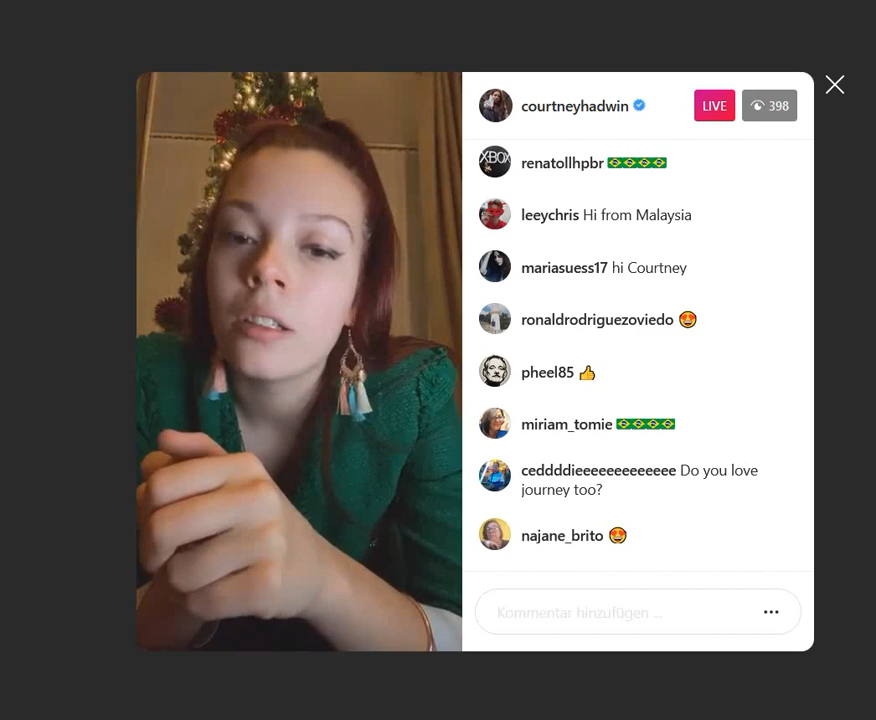 courtneyhadwin LIVE 398
XBOX
renatollhpbr 🇧🇷🇧🇷🇧🇷🇧🇷
leeychris Hi from Malaysia
mariasuess17 hi Courtney
ronaldrodriguezoviedo 😍
pheel85 👍
miriam_tomie 🇧🇷🇧🇷🇧🇷🇧🇷
ceddddieeeeeeeeeeeee Do you love
journey too?
najane_brito 😍
Kommentar hinzufügen ...